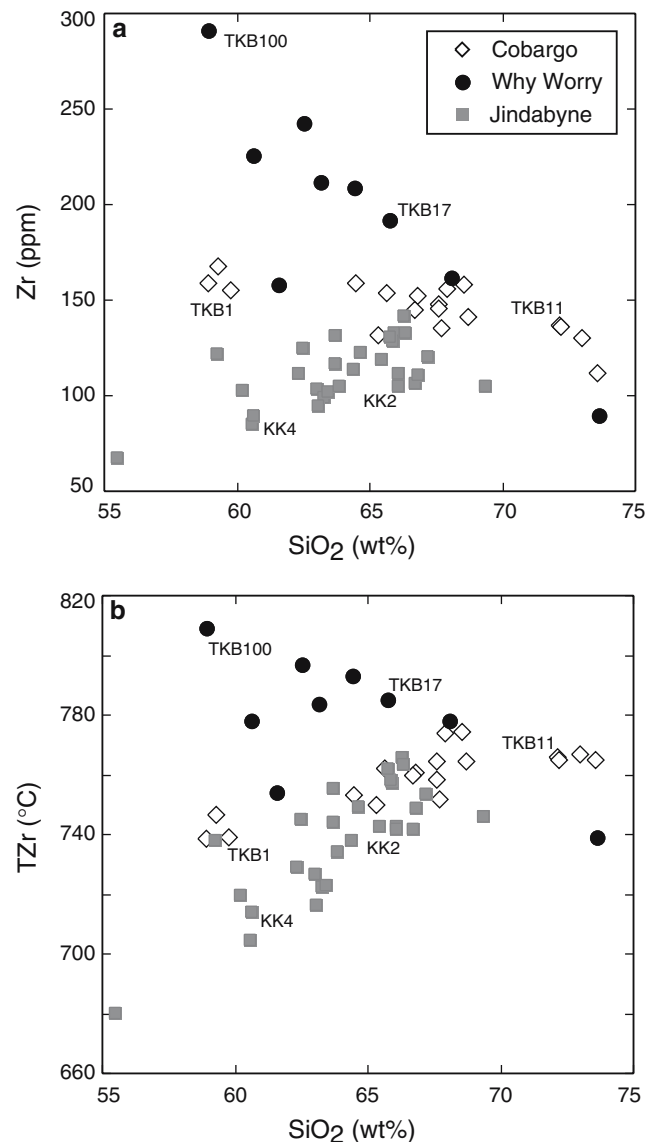 a
300
250
200
150
100
50
Zr (ppm)
TKB100
TKB17
TKB1
TKB11
KK4
KK2
Cobargo
Why Worry
Jindabyne
55
60
65
70
75
SiO2 (wt%)
b
820
780
740
700
660
TZr (°C)
TKB100
TKB17
TKB11
TKB1
KK2
KK4
55
60
65
70
75
SiO2 (wt%)